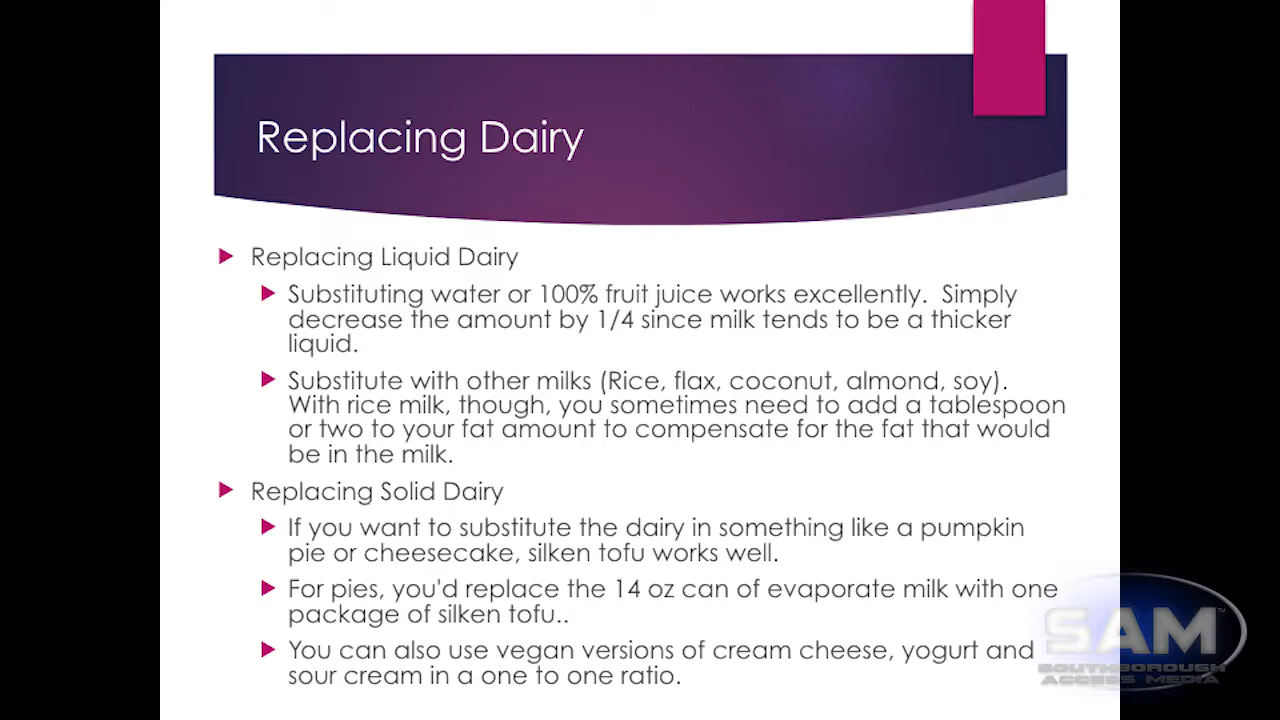 Replacing Dairy
Replacing Liquid Dairy
Substituting water or 100% fruit juice works excellently.  Simply
decrease the amount by 1/4 since milk tends to be a thicker
liquid.
Substitute with other milks (Rice, flax, coconut, almond, soy).
With rice milk, though, you sometimes need to add a tablespoon
or two to your fat amount to compensate for the fat that would
be in the milk.
Replacing Solid Dairy
If you want to substitute the dairy in something like a pumpkin
pie or cheesecake, silken tofu works well.
For pies, you'd replace the 14 oz can of evaporate milk with one
package of silken tofu..
You can also use vegan versions of cream cheese, yogurt and
sour cream in a one to one ratio.
SAM™
SOUTHBOROUGH
ACCESS MEDIA